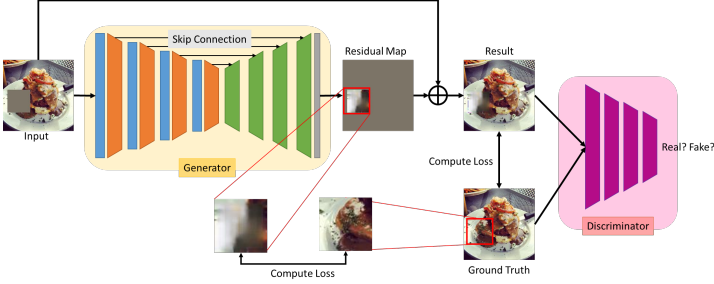 Skip Connection
Residual Map
Result
Input
Generator
Compute Loss
Real? Fake?
Discriminator
Compute Loss
Ground Truth